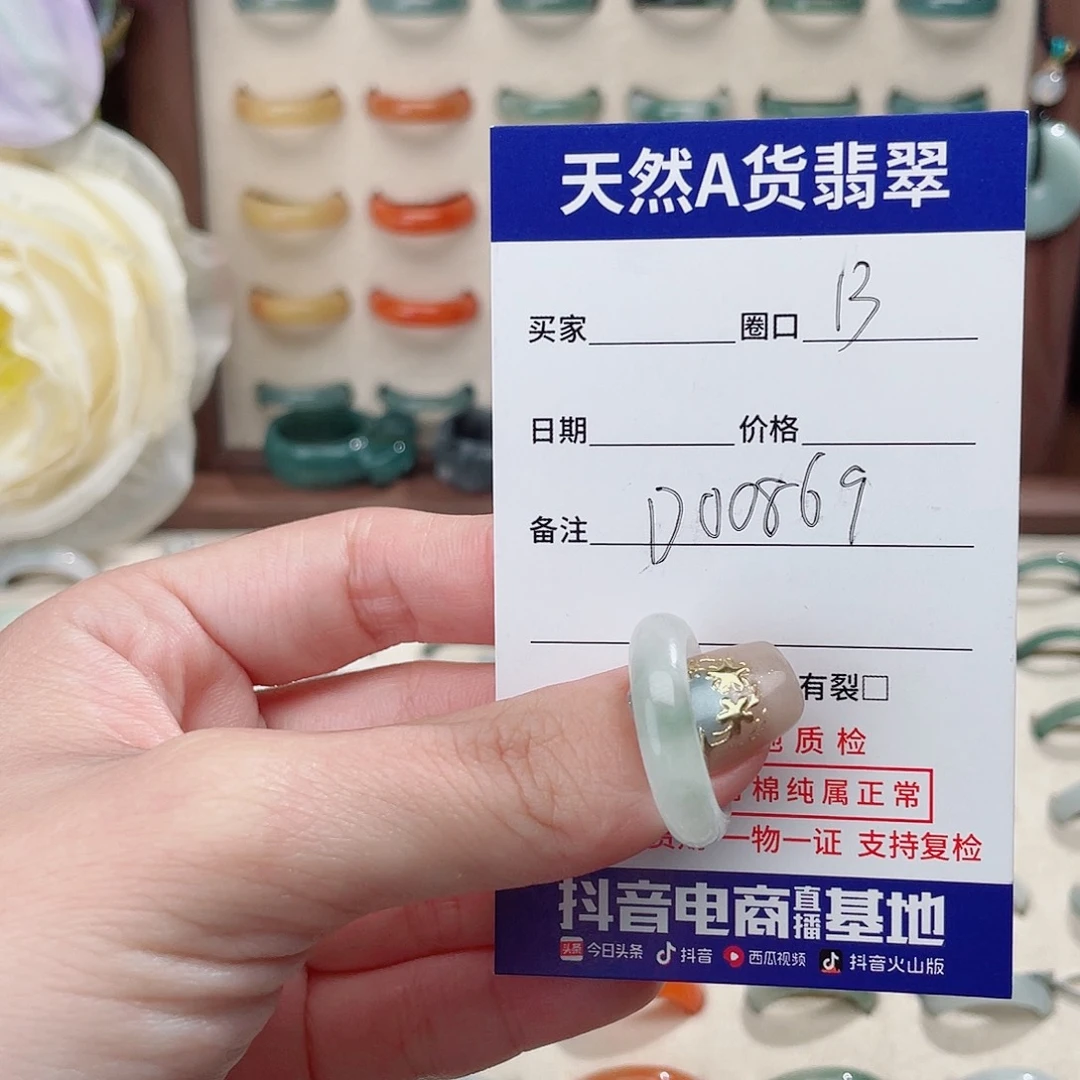 天然A货翡翠
买家 圈口 13
日期 价格
备注 D00869
有裂□
质检
棉纯属正常
一物一证 支持复检
抖音电商直播基地
头条 今日头条 抖音 西瓜视频 抖音火山版